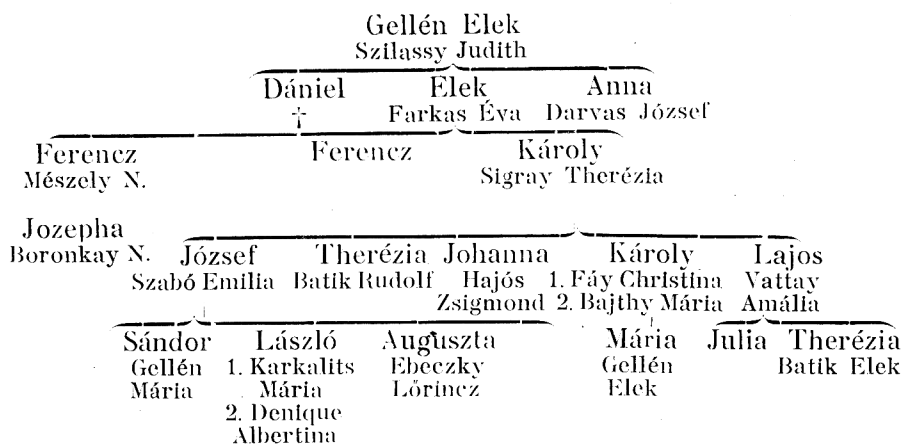 Gellén Elek
Szilassy Judith
Dániel Elek Anna
† Farkas Éva Darvas József
Ferencz Ferencz Károly
Mészely N. Sigray Therézia
Jozepha
Boronkay N. József Therézia Johanna Károly Lajos
Szabó Emilia Batik Rudolf Hajós 1. Fáy Christina Vattay
Zsigmond 2. Bajthy Mária Amália
Sándor László Auguszta Mária Julia Therézia
Gellén 1. Karkalits Ebeczky Gellén Batik Elek
Mária Mária Lőrincz Elek
2. Denique
Albertina